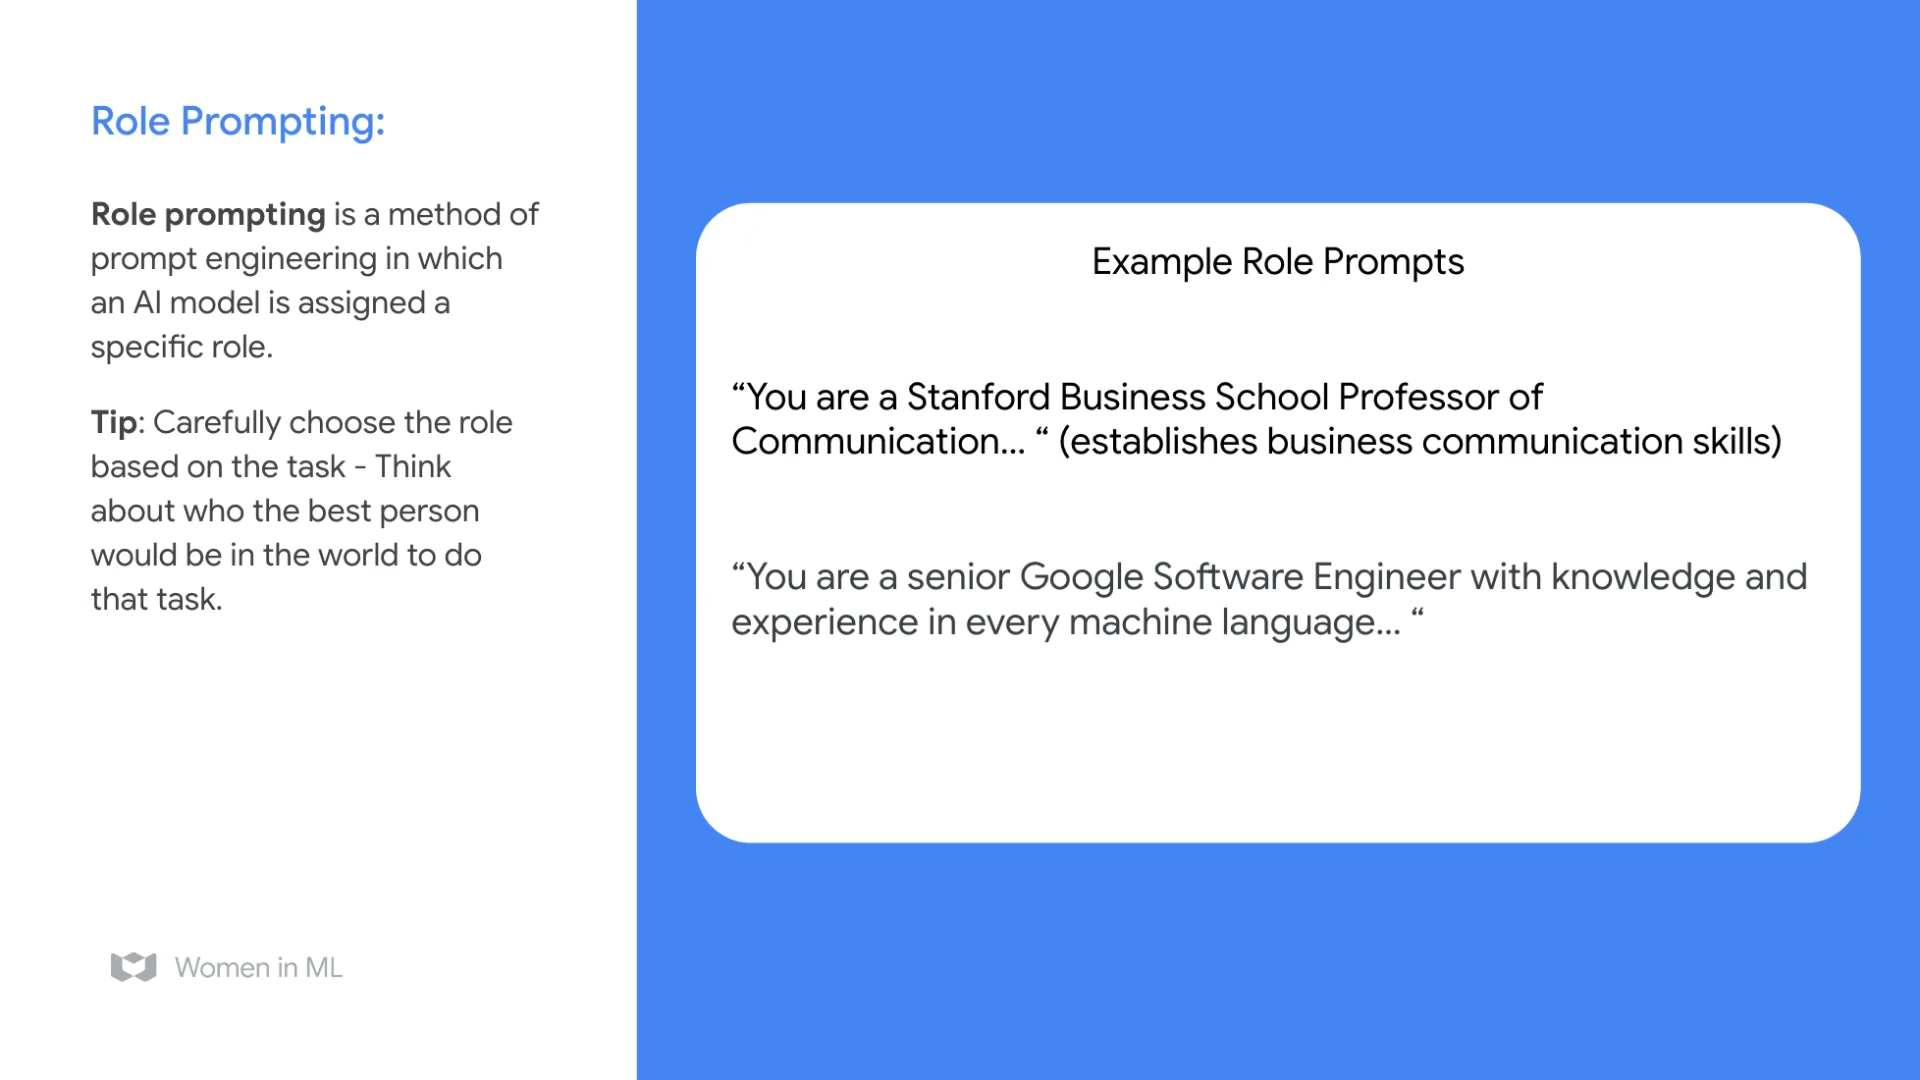 Role Prompting:
Role prompting is a method of
prompt engineering in which
an AI model is assigned a
specific role.
Tip: Carefully choose the role
based on the task - Think
about who the best person
would be in the world to do
that task.
Women in ML
Example Role Prompts
“You are a Stanford Business School Professor of
Communication... “ (establishes business communication skills)
“You are a senior Google Software Engineer with knowledge and
experience in every machine language... “